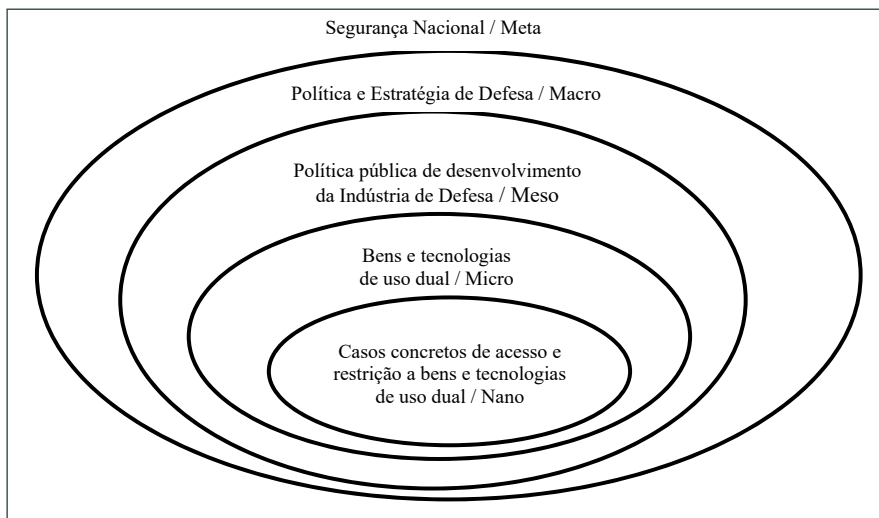 Segurança Nacional / Meta
Política e Estratégia de Defesa / Macro
Política pública de desenvolvimento
da Indústria de Defesa / Meso
Bens e tecnologias
de uso dual / Micro
Casos concretos de acesso e
restrição a bens e tecnologias
de uso dual / Nano